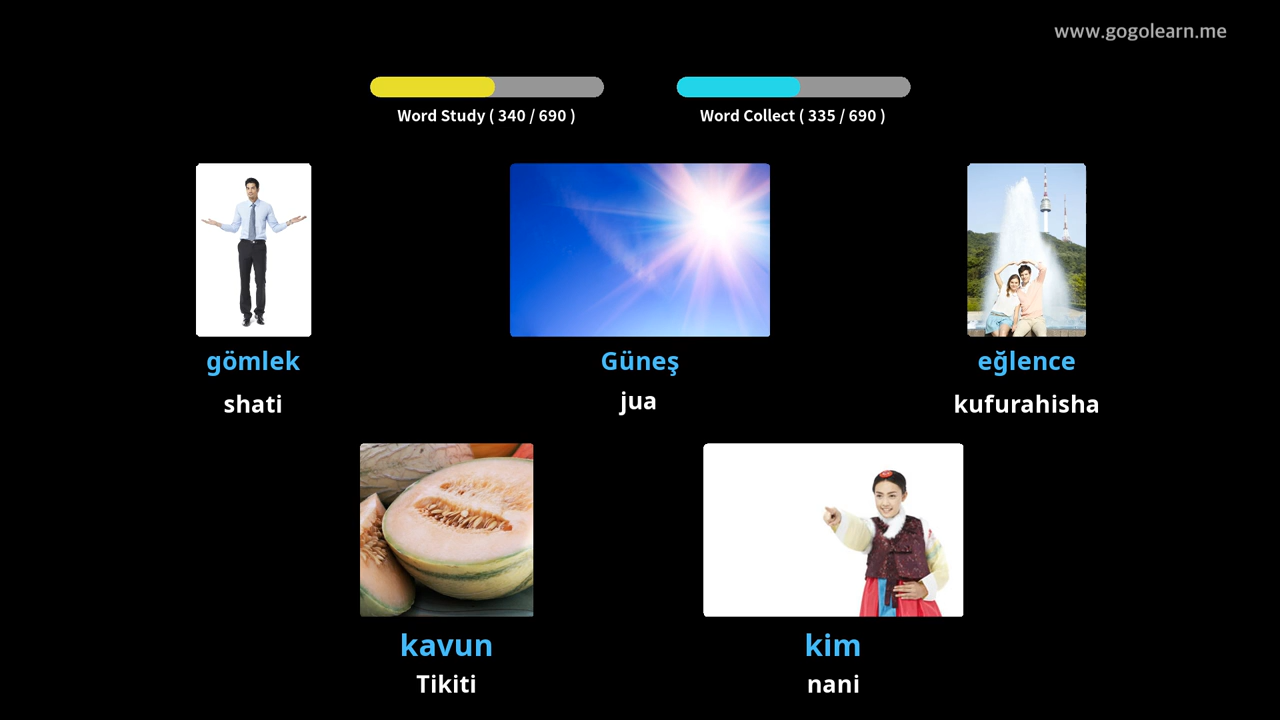 www.gogolearn.me
Word Study ( 340 / 690 )
Word Collect ( 335 / 690 )
gömlek
shati
Güneş
jua
eğlence
kufurahisha
kavun
Tikiti
kim
nani